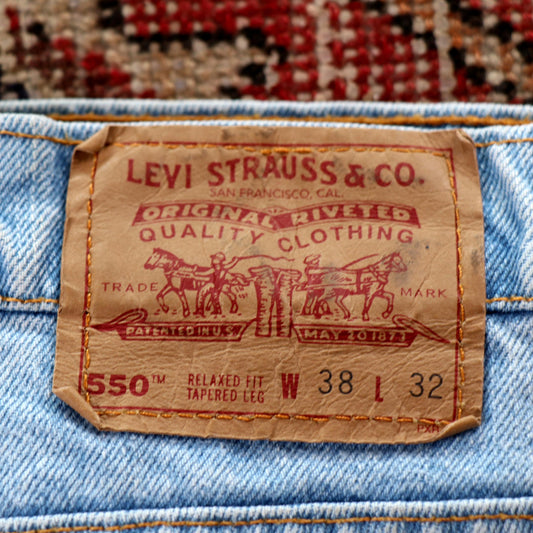 LEVI STRAUSS & CO.
SAN FRANCISCO, CAL.
ORIGINAL RIVETED
QUALITY CLOTHING
TRADE MARK
PATENTED IN U.S. MAY 20 1873
550™ RELAXED FIT W 38 L 32
TAPERED LEG